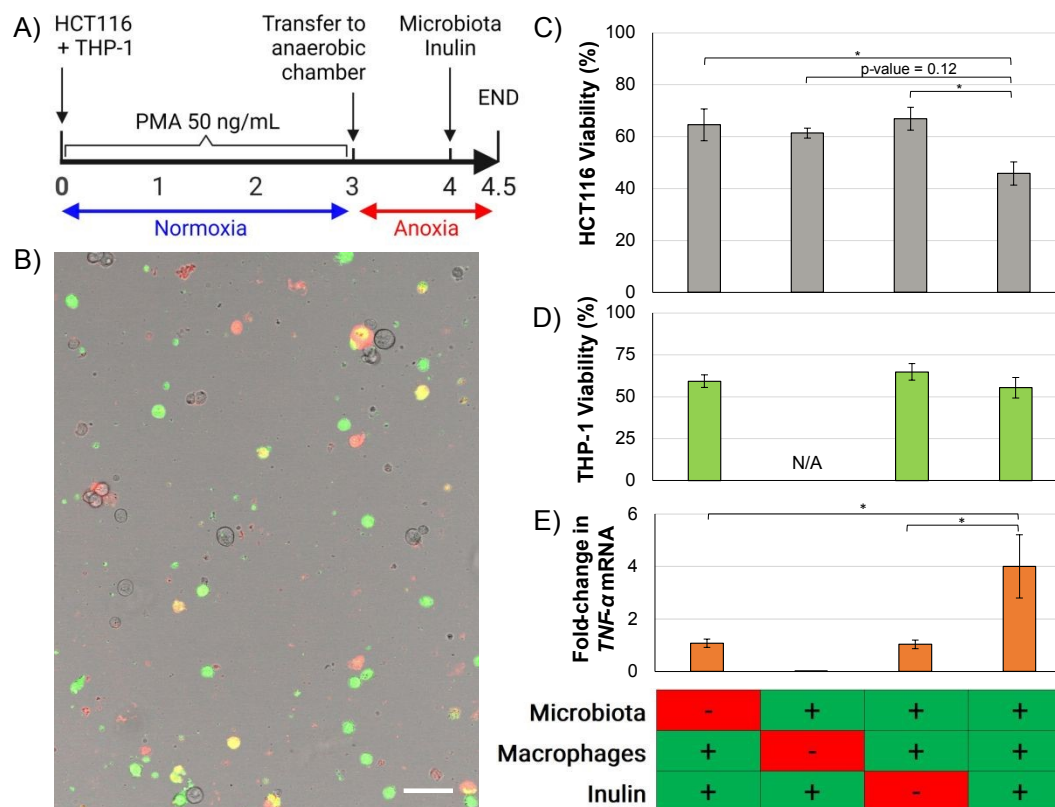 A)
HCT116
+ THP-1
Transfer to
anaerobic
chamber
Microbiota
Inulin
END
PMA 50 ng/mL
0 1 2 3 4 4.5
Normoxia Anoxia
B)
C)
HCT116 Viability (%)
100
80
60
40
20
0
*
p-value = 0.12
*
D)
THP-1 Viability (%)
100
75
50
25
0
N/A
E)
Fold-change in
TNF-α mRNA
6
4
2
0
*
*
Microbiota - + + +
Macrophages + - + +
Inulin + + - +